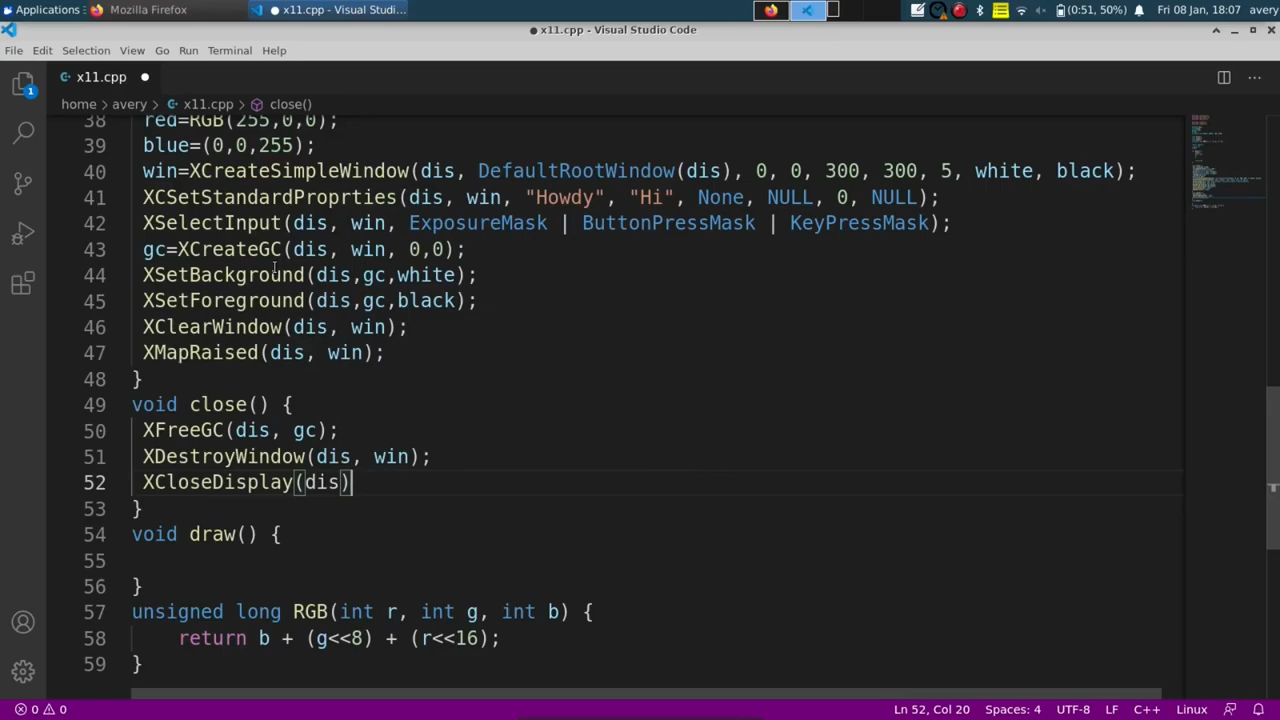 Applications Mozilla Firefox x11.cpp - Visual Studi... (0:51, 50%) Fri 08 Jan, 18:07 avery
x11.cpp - Visual Studio Code
File Edit Selection View Go Run Terminal Help
x11.cpp
home > avery > x11.cpp > close()
38 red=RGB(255,0,0);
39 blue=(0,0,255);
40 win=XCreateSimpleWindow(dis, DefaultRootWindow(dis), 0, 0, 300, 300, 5, white, black);
41 XCSetStandardProprties(dis, win, "Howdy", "Hi", None, NULL, 0, NULL);
42 XSelectInput(dis, win, ExposureMask | ButtonPressMask | KeyPressMask);
43 gc=XCreateGC(dis, win, 0,0);
44 XSetBackground(dis,gc,white);
45 XSetForeground(dis,gc,black);
46 XClearWindow(dis, win);
47 XMapRaised(dis, win);
48 }
49 void close() {
50 XFreeGC(dis, gc);
51 XDestroyWindow(dis, win);
52 XCloseDisplay(dis)
53 }
54 void draw() {
55
56 }
57 unsigned long RGB(int r, int g, int b) {
58 return b + (g<<8) + (r<<16);
59 }
1
0 0 Ln 52, Col 20 Spaces: 4 UTF-8 LF C++ Linux